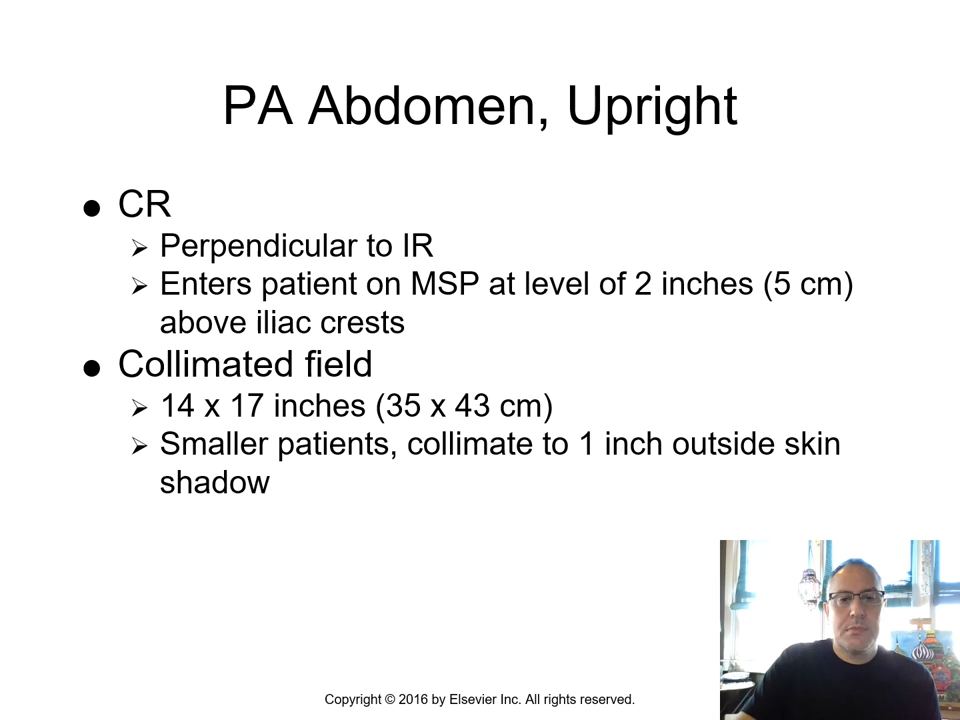 PA Abdomen, Upright
● CR
➢ Perpendicular to IR
➢ Enters patient on MSP at level of 2 inches (5 cm)
above iliac crests
● Collimated field
➢ 14 x 17 inches (35 x 43 cm)
➢ Smaller patients, collimate to 1 inch outside skin
shadow
Copyright © 2016 by Elsevier Inc. All rights reserved.